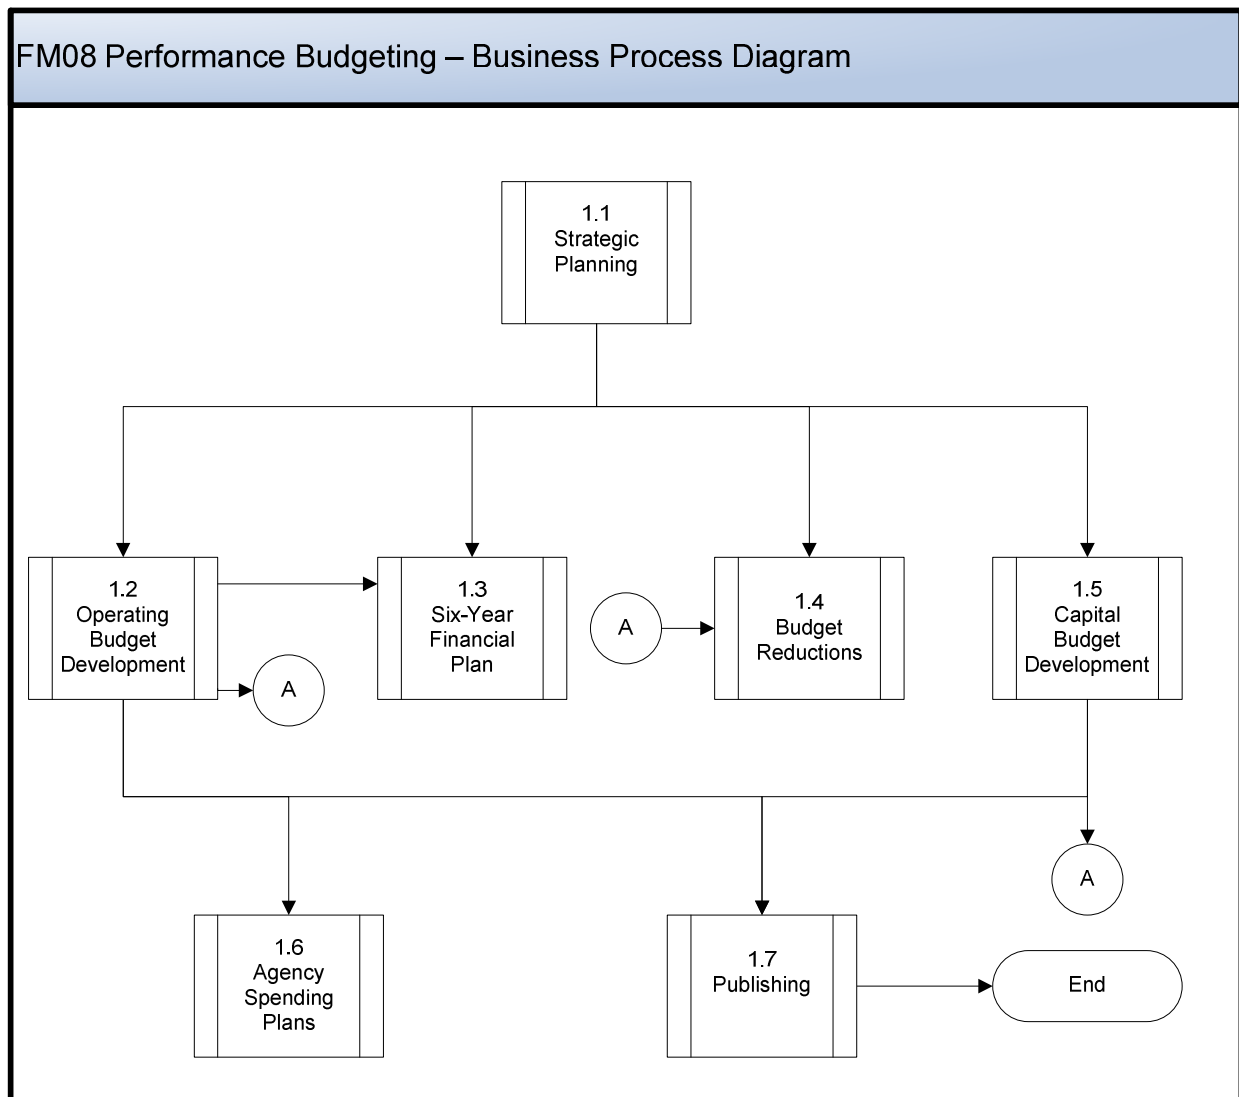 FM08 Performance Budgeting – Business Process Diagram
1.1
Strategic
Planning
1.2
Operating
Budget
Development
1.3
Six-Year
Financial
Plan
A
1.4
Budget
Reductions
1.5
Capital
Budget
Development
A
A
1.6
Agency
Spending
Plans
1.7
Publishing
End